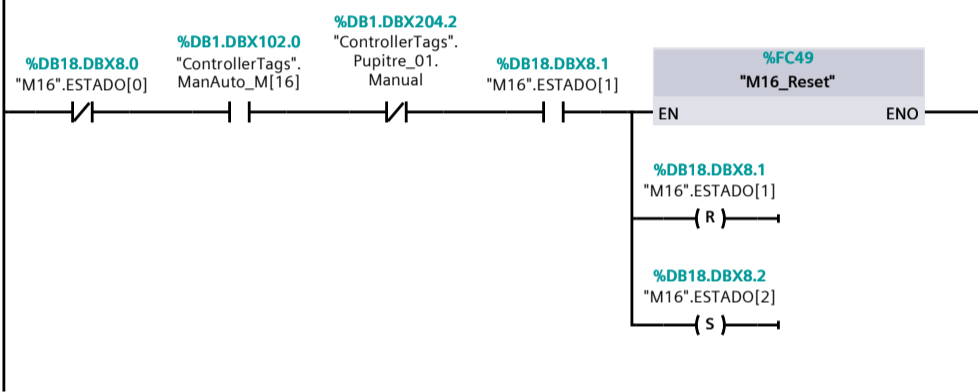 %DB18.DBX8.0
"M16".ESTADO[0]
%DB1.DBX102.0
"ControllerTags".
ManAuto_M[16]
%DB1.DBX204.2
"ControllerTags".
Pupitre_01.
Manual
%DB18.DBX8.1
"M16".ESTADO[1]
%FC49
"M16_Reset"
EN
ENO
%DB18.DBX8.1
"M16".ESTADO[1]
R
%DB18.DBX8.2
"M16".ESTADO[2]
S